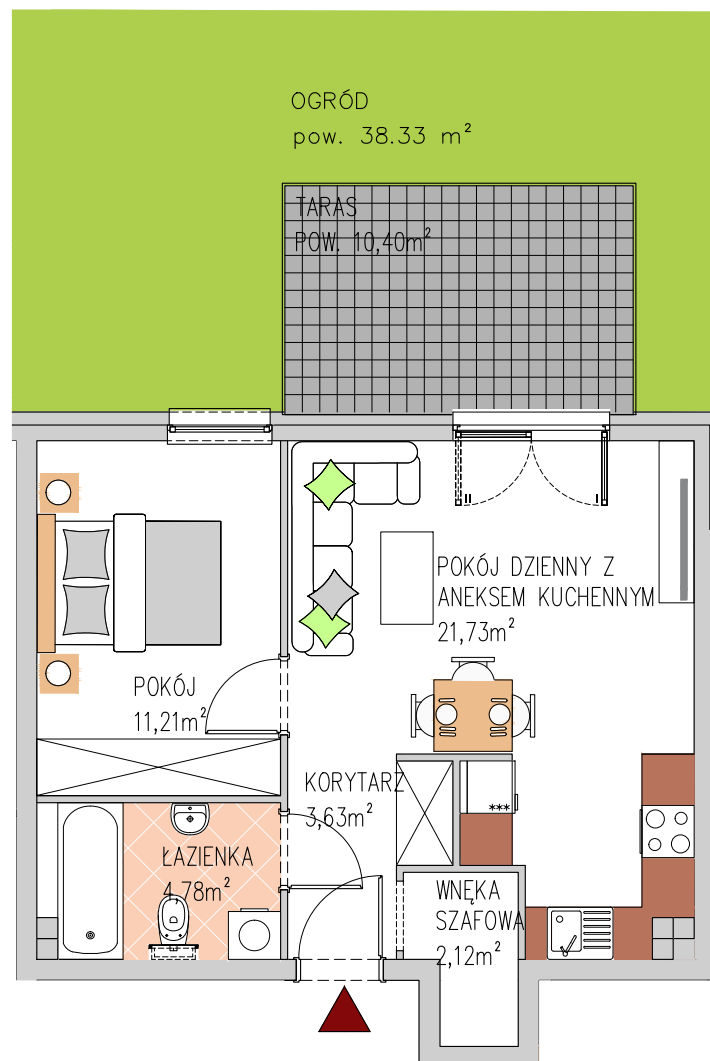 OGRÓD
pow. 38.33 m²
TARAS
POW. 10,40m²
POKÓJ DZIENNY Z
ANEKSEM KUCHENNYM
21,73m²
POKÓJ
11,21m²
KORYTARZ
3,63m²
***
ŁAZIENKA
4,78m²
WNĘKA
SZAFOWA
2,12m²